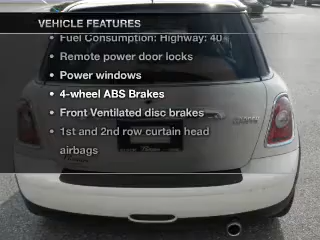 VEHICLE FEATURES
• Fuel Consumption: Highway: 40
• Remote power door locks
• Power windows
• 4-wheel ABS Brakes
• Front Ventilated disc brakes
• 1st and 2nd row curtain head
airbags